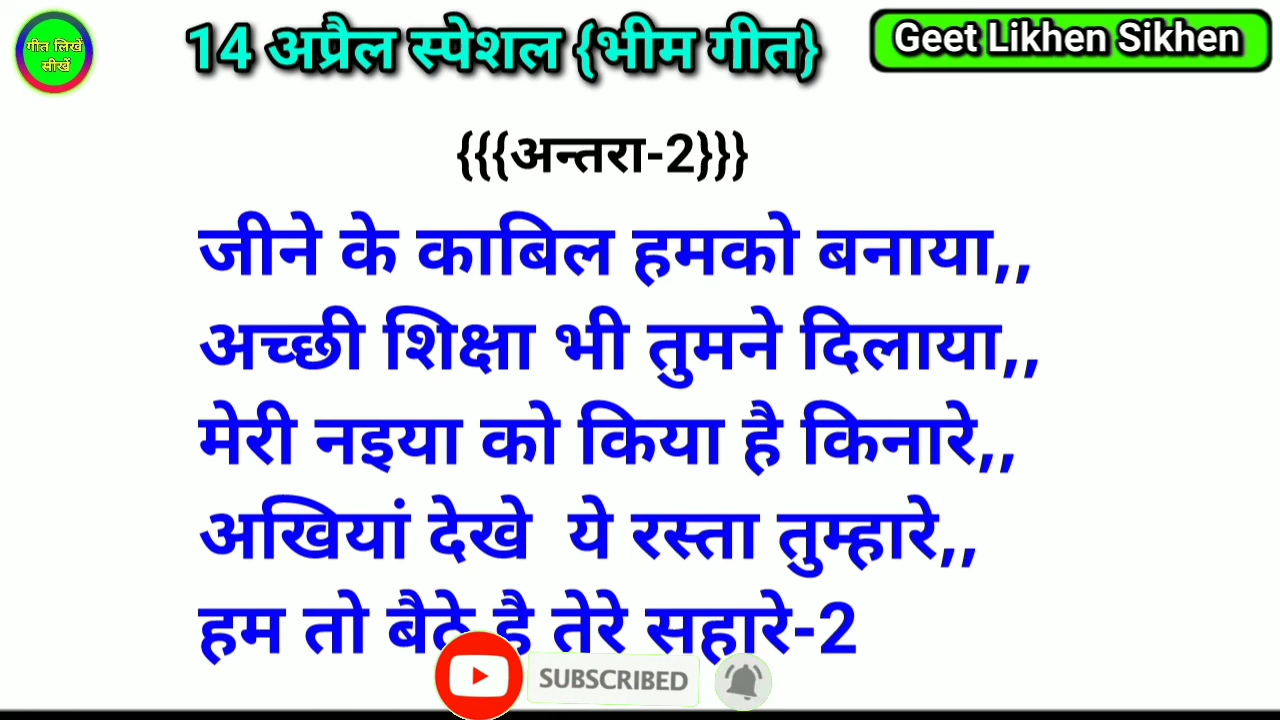 गीत लिखें
सीखें
14 अप्रैल स्पेशल {भीम गीत}
Geet Likhen Sikhen
{{{अन्तरा-2}}}
जीने के काबिल हमको बनाया,,
अच्छी शिक्षा भी तुमने दिलाया,,
मेरी नइया को किया है किनारे,,
अखियां देखे ये रस्ता तुम्हारे,,
हम तो बैठे है तेरे सहारे-2
SUBSCRIBED